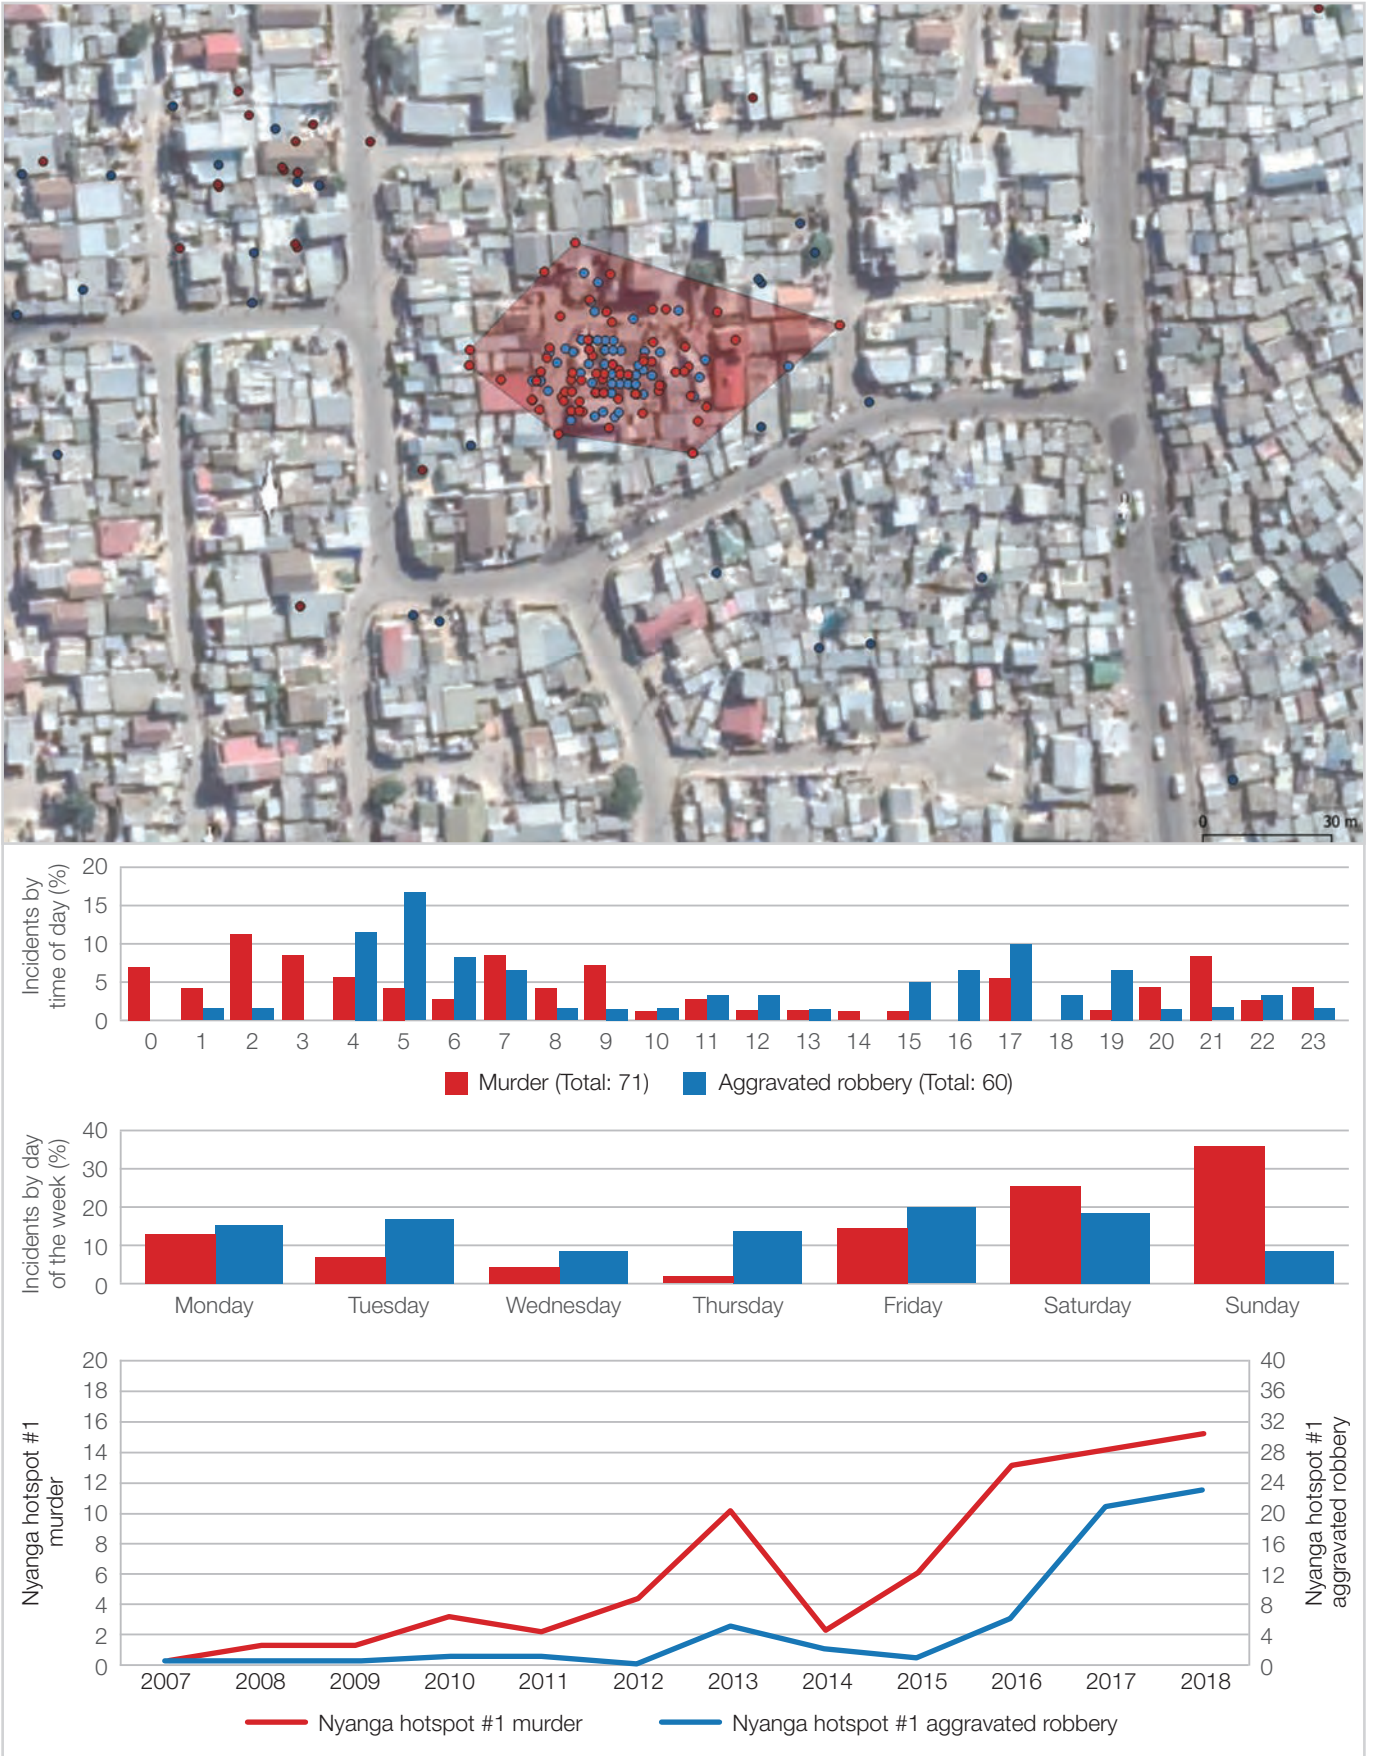 0 30 m
Incidents by
time of day (%)
20
15
10
5
0
0 1 2 3 4 5 6 7 8 9 10 11 12 13 14 15 16 17 18 19 20 21 22 23
Murder (Total: 71) Aggravated robbery (Total: 60)
Incidents by day
of the week (%)
40
30
20
10
0
Monday Tuesday Wednesday Thursday Friday Saturday Sunday
Nyanga hotspot #1
murder
20
18
16
14
12
10
8
6
4
2
0
40
36
32
28
24
20
16
12
8
4
0
Nyanga hotspot #1
aggravated robbery
2007 2008 2009 2010 2011 2012 2013 2014 2015 2016 2017 2018
Nyanga hotspot #1 murder Nyanga hotspot #1 aggravated robbery